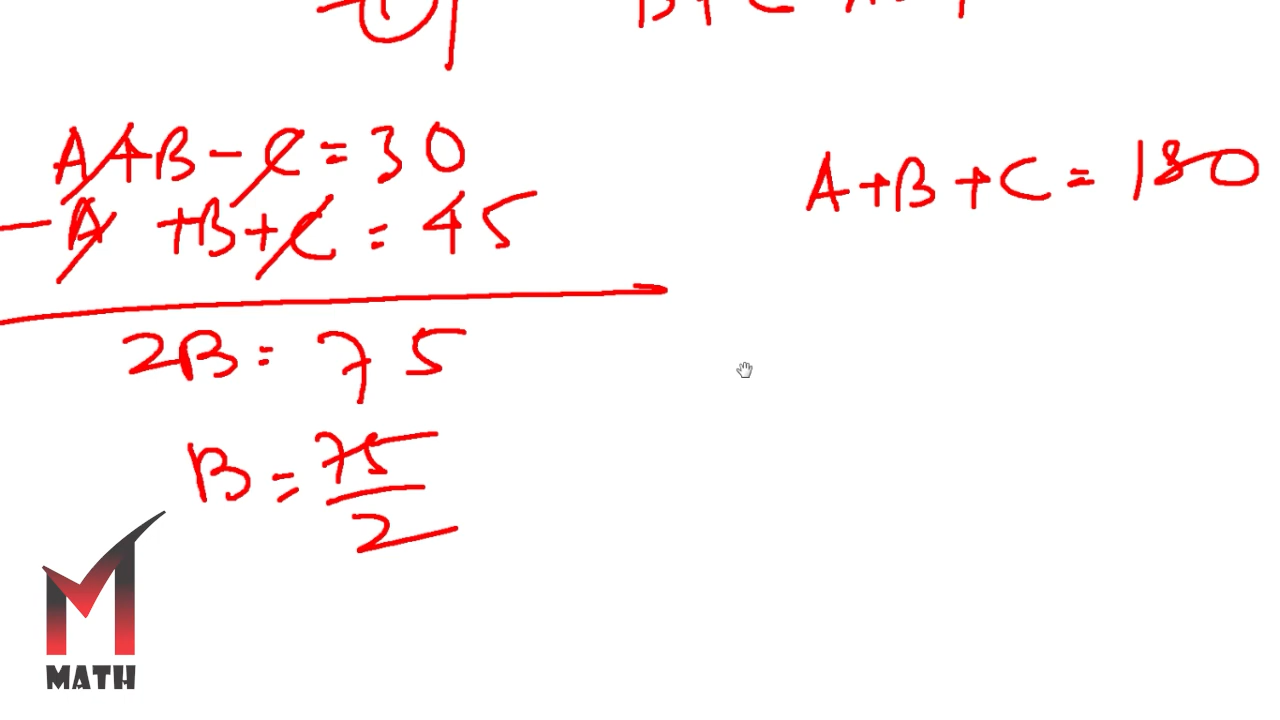 A+B-C=30
-A +B+C = 45
A+B+C=180
2B= 75
B=75/2
MATH